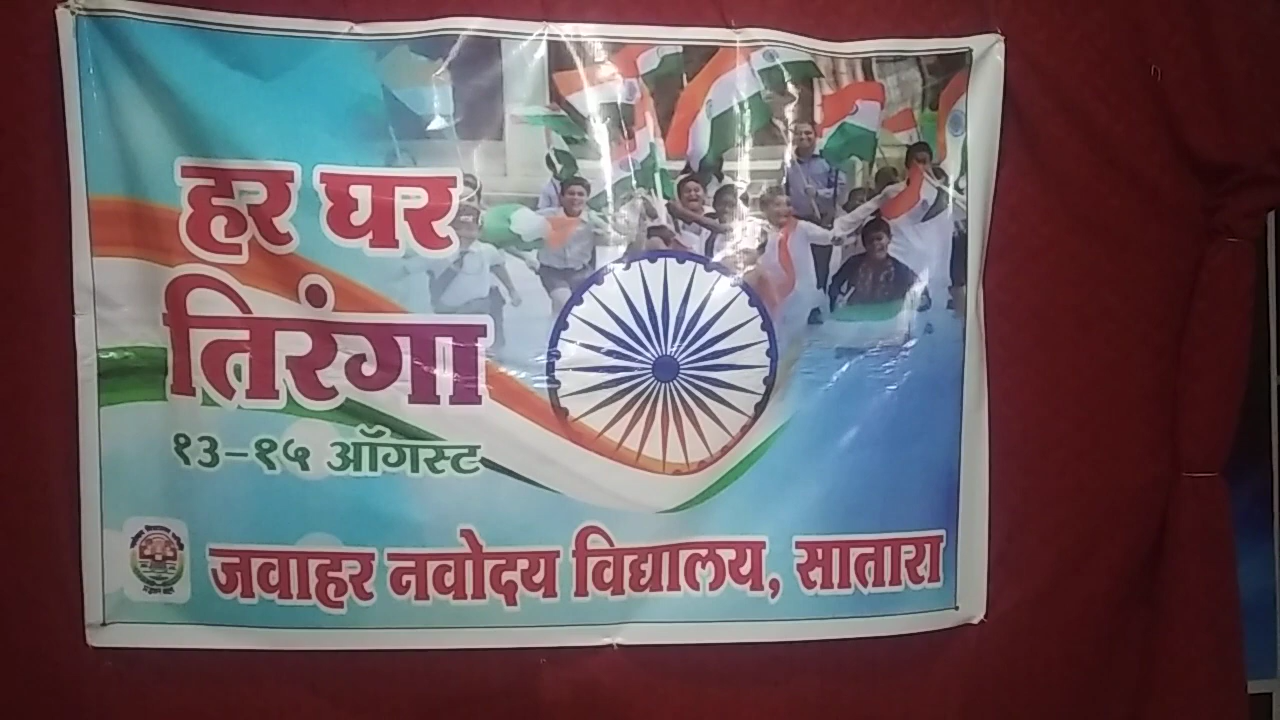 हर घर
तिरंगा
१३-१५ ऑगस्ट
जवाहर नवोदय विद्यालय, सातारा